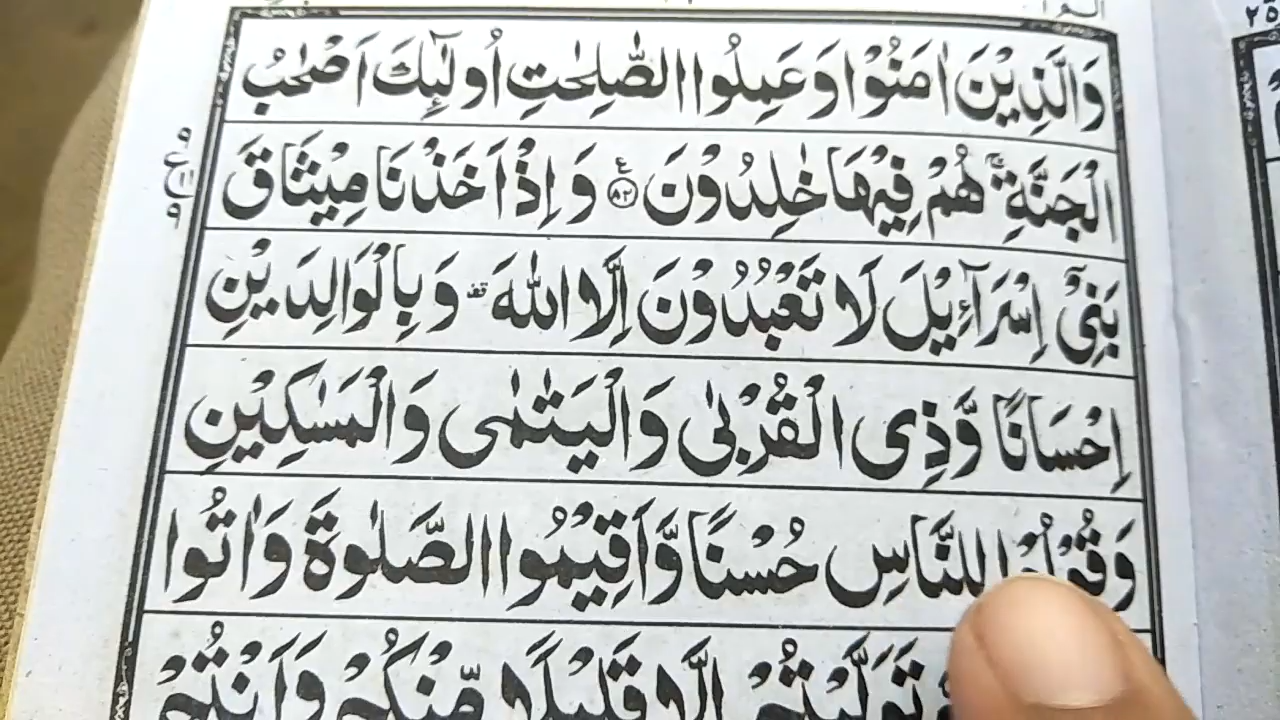 وَالَّذِيْنَ اٰمَنُوْا وَعَمِلُوا الصّٰلِحٰتِ اُولٰٓئِكَ اَصْحٰبُ
الْجَنَّةِ ۚ هُمْ فِيْهَا خٰلِدُوْنَ ﴿۸۲﴾ وَاِذْ اَخَذْنَا مِيْثَاقَ
بَنِيْٓ اِسْرَآءِيْلَ لَا تَعْبُدُوْنَ اِلَّا اللّٰهَ قف وَبِالْوَالِدَيْنِ
اِحْسَانًا وَّذِى الْقُرْبٰى وَالْيَتٰمٰى وَالْمَسٰكِيْنِ
وَقُوْلُوْا لِلنَّاسِ حُسْنًا وَّاَقِيْمُوا الصَّلٰوةَ وَاٰتُوا
تَوَلَّيْتُمْ اِلَّا قَلِيْلًا مِّنْكُمْ وَاَنْتُمْ